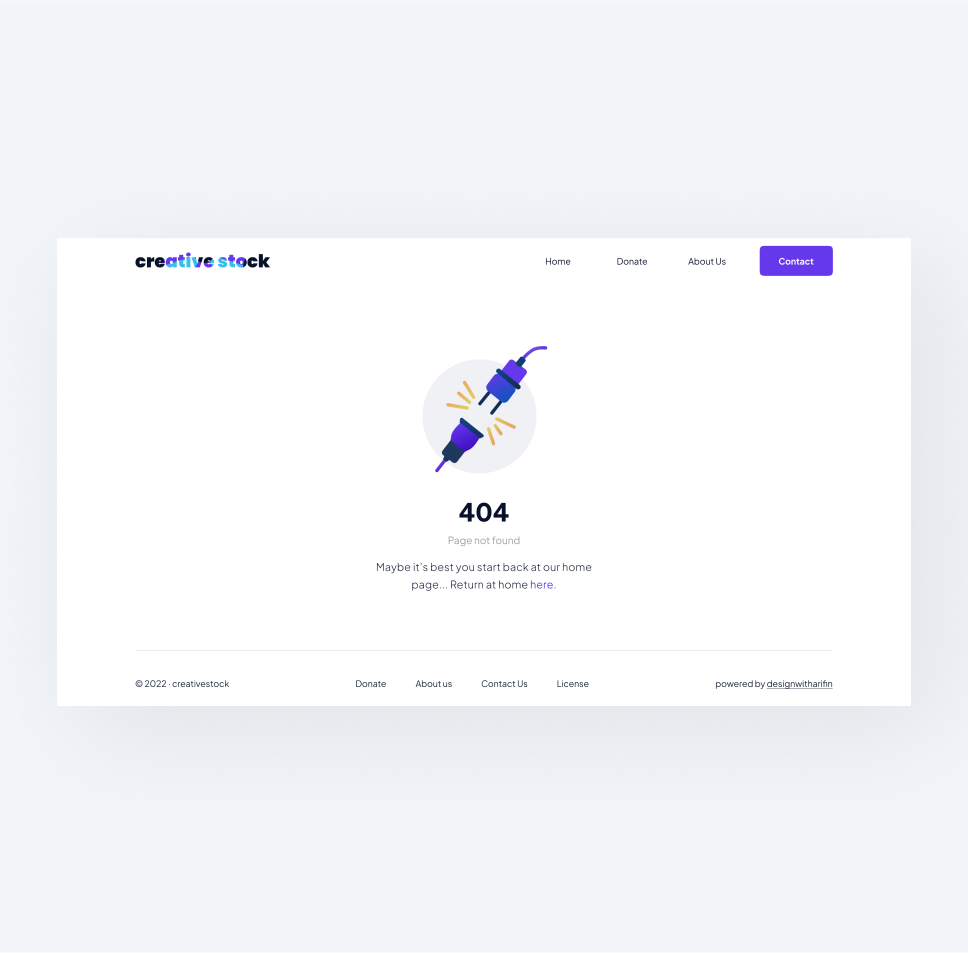 creative stock
Home Donate About Us Contact
404
Page not found
Maybe it's best you start back at our home
page... Return at home here.
© 2022 · creativestock Donate About us Contact Us License powered by designwitharifin